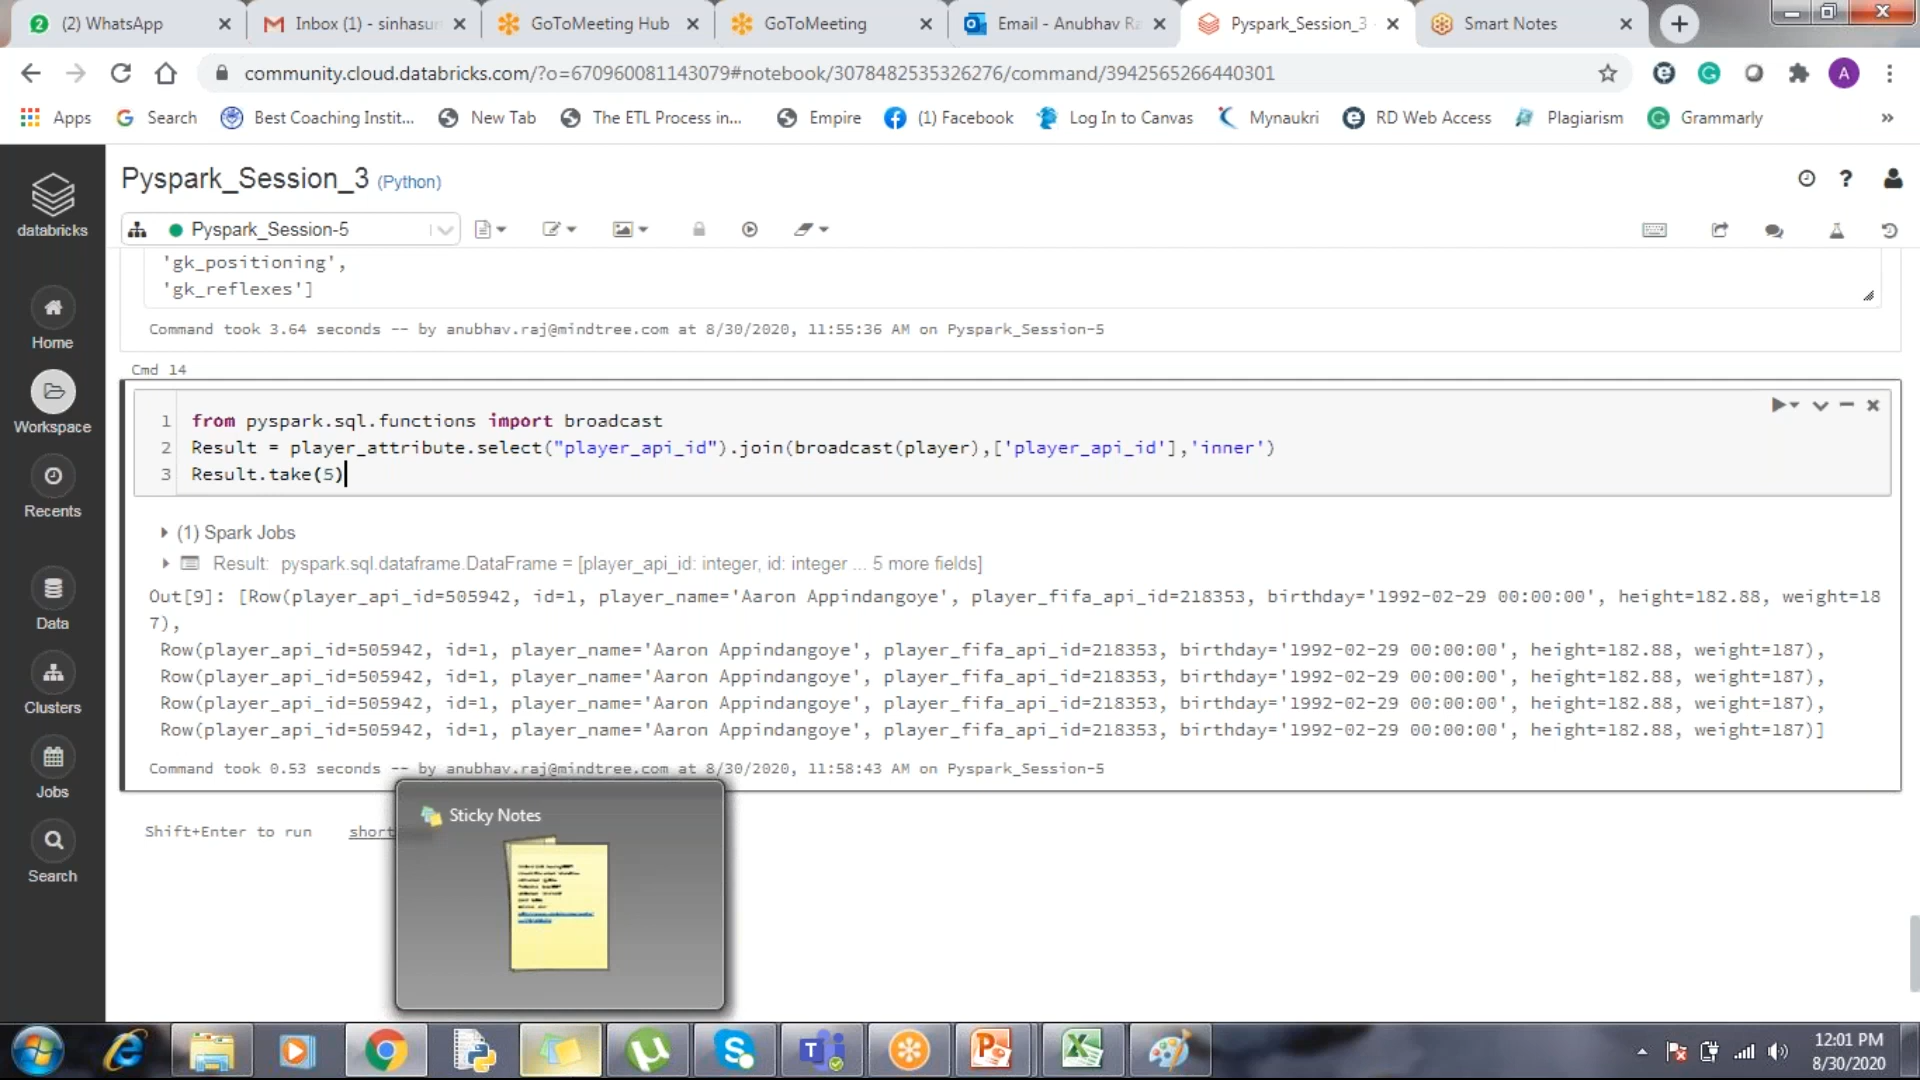 (2) WhatsApp
Inbox (1) - sinhasun
GoToMeeting Hub
GoToMeeting
Email - Anubhav Ra
Pyspark_Session_3 -
Smart Notes
community.cloud.databricks.com/?o=670960081143079#notebook/3078482535326276/command/3942565266440301
A
Apps
Search
Best Coaching Instit...
New Tab
The ETL Process in...
Empire
(1) Facebook
Log In to Canvas
Mynaukri
RD Web Access
Plagiarism
Grammarly
»
databricks
Home
Workspace
Recents
Data
Clusters
Jobs
Search
Pyspark_Session_3 (Python)
Pyspark_Session-5
'gk_positioning',
'gk_reflexes']
Command took 3.64 seconds -- by anubhav.raj@mindtree.com at 8/30/2020, 11:55:36 AM on Pyspark_Session-5
Cmd 14
1 from pyspark.sql.functions import broadcast
2 Result = player_attribute.select("player_api_id").join(broadcast(player),['player_api_id'],'inner')
3 Result.take(5)
(1) Spark Jobs
Result: pyspark.sql.dataframe.DataFrame = [player_api_id: integer, id: integer ... 5 more fields]
Out[9]: [Row(player_api_id=505942, id=1, player_name='Aaron Appindangoye', player_fifa_api_id=218353, birthday='1992-02-29 00:00:00', height=182.88, weight=18
7),
Row(player_api_id=505942, id=1, player_name='Aaron Appindangoye', player_fifa_api_id=218353, birthday='1992-02-29 00:00:00', height=182.88, weight=187),
Row(player_api_id=505942, id=1, player_name='Aaron Appindangoye', player_fifa_api_id=218353, birthday='1992-02-29 00:00:00', height=182.88, weight=187),
Row(player_api_id=505942, id=1, player_name='Aaron Appindangoye', player_fifa_api_id=218353, birthday='1992-02-29 00:00:00', height=182.88, weight=187),
Row(player_api_id=505942, id=1, player_name='Aaron Appindangoye', player_fifa_api_id=218353, birthday='1992-02-29 00:00:00', height=182.88, weight=187)]
Command took 0.53 seconds -- by anubhav.raj@mindtree.com at 8/30/2020, 11:58:43 AM on Pyspark_Session-5
Shift+Enter to run short
Sticky Notes
12:01 PM
8/30/2020